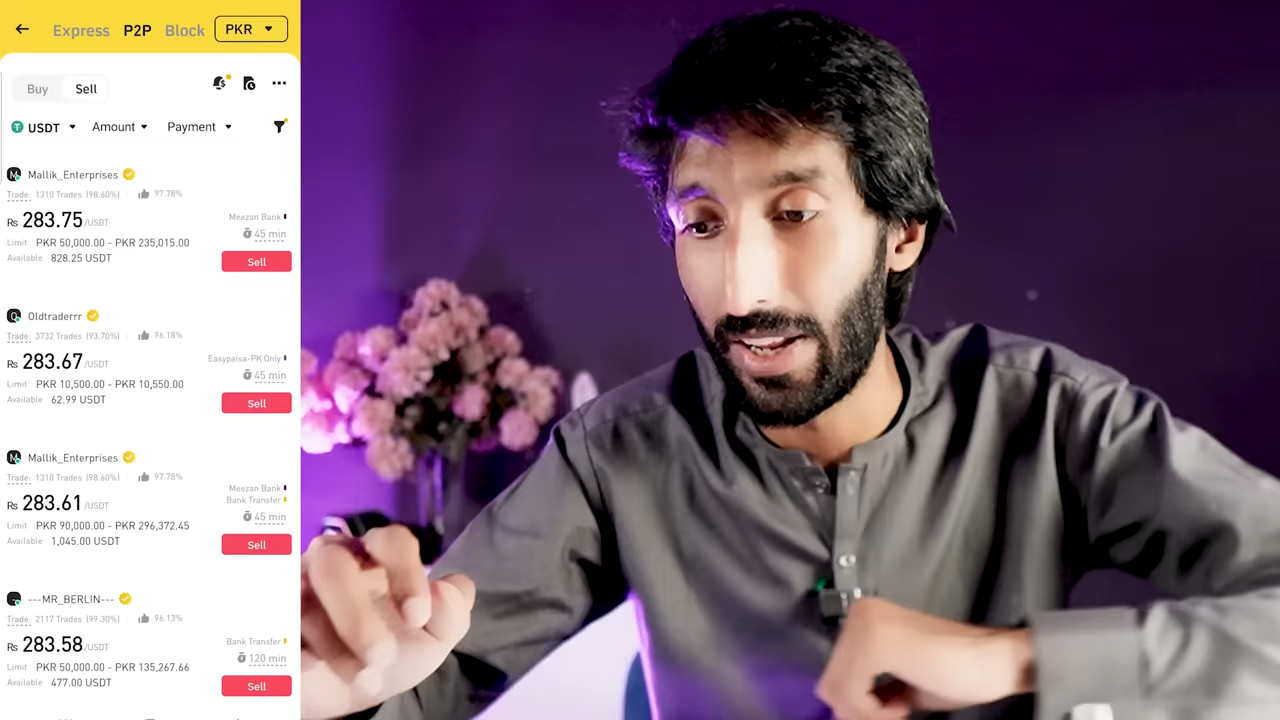 Express P2P Block PKR
Buy Sell
USDT Amount Payment
Mallik_Enterprises
Trade: 1310 Trades (98.60%) 97.78%
Rs 283.75 /USDT
Meezan Bank
Limit PKR 50,000.00 - PKR 235,015.00
45 min
Available 828.25 USDT
Sell
Oldtraderrr
Trade: 3732 Trades (93.70%) 96.18%
Rs 283.67 /USDT
Easypaisa-PK Only
Limit PKR 10,500.00 - PKR 10,550.00
45 min
Available 62.99 USDT
Sell
Mallik_Enterprises
Trade: 1310 Trades (98.60%) 97.78%
Rs 283.61 /USDT
Meezan Bank
Bank Transfer
Limit PKR 90,000.00 - PKR 296,372.45
45 min
Available 1,045.00 USDT
Sell
---MR_BERLIN---
Trade: 2117 Trades (99.30%) 96.13%
Rs 283.58 /USDT
Bank Transfer
Limit PKR 50,000.00 - PKR 135,267.66
120 min
Available 477.00 USDT
Sell